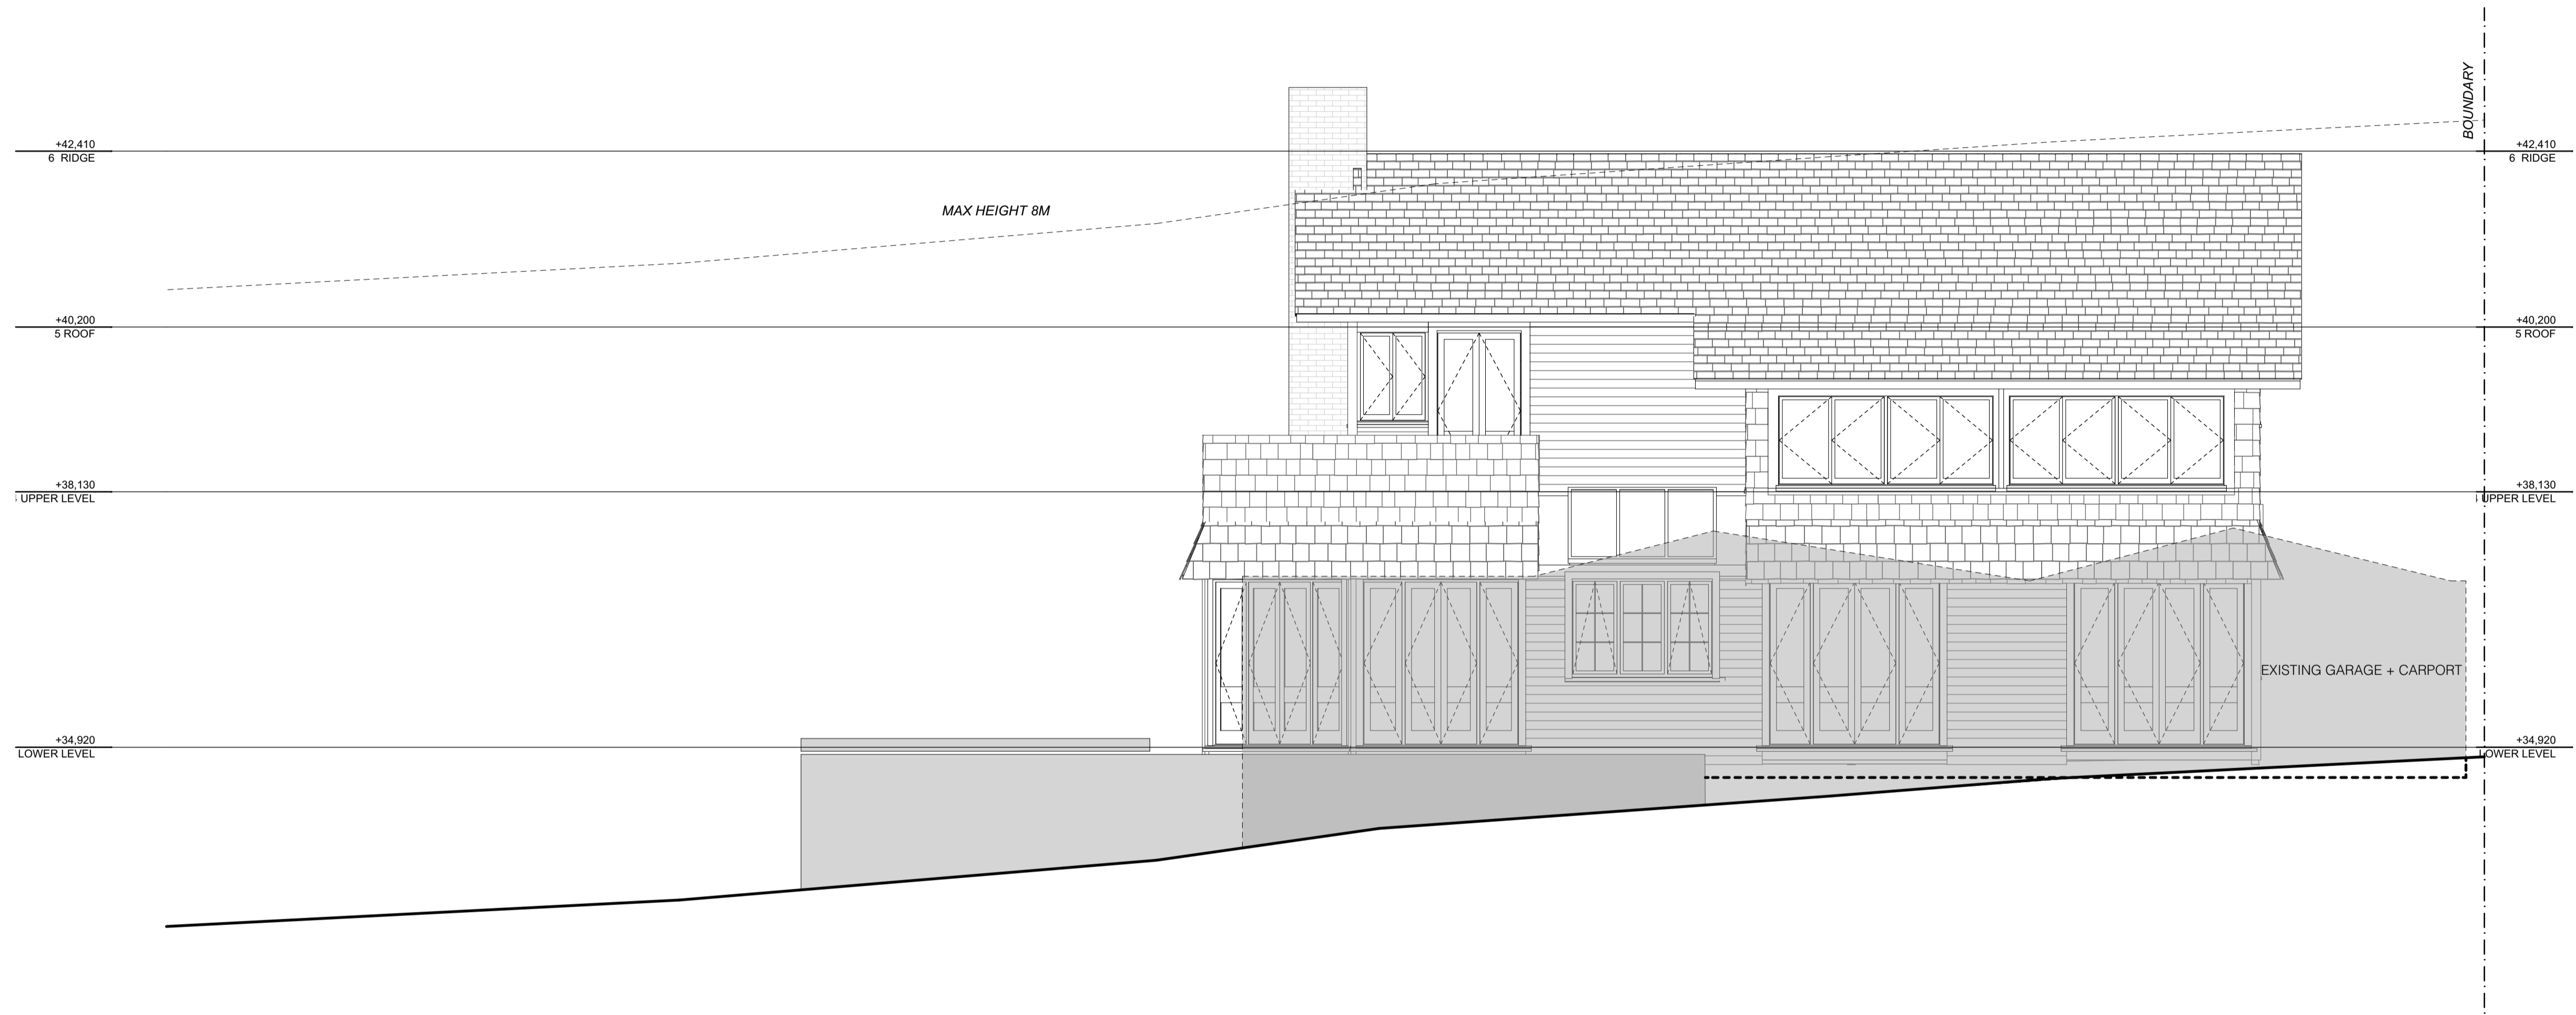 BOUNDARY
+42,410
6 RIDGE
+42,410
6 RIDGE
MAX HEIGHT 8M
+40,200
5 ROOF
+40,200
5 ROOF
+38,130
UPPER LEVEL
+38,130
UPPER LEVEL
EXISTING GARAGE + CARPORT
+34,920
LOWER LEVEL
+34,920
LOWER LEVEL